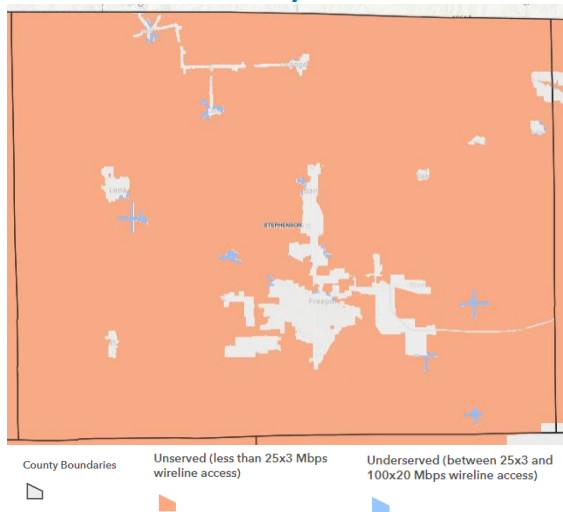 Lena
STEPHENSON
Freeport
County Boundaries
Unserved (less than 25x3 Mbps
wireline access)
Underserved (between 25x3 and
100x20 Mbps wireline access)